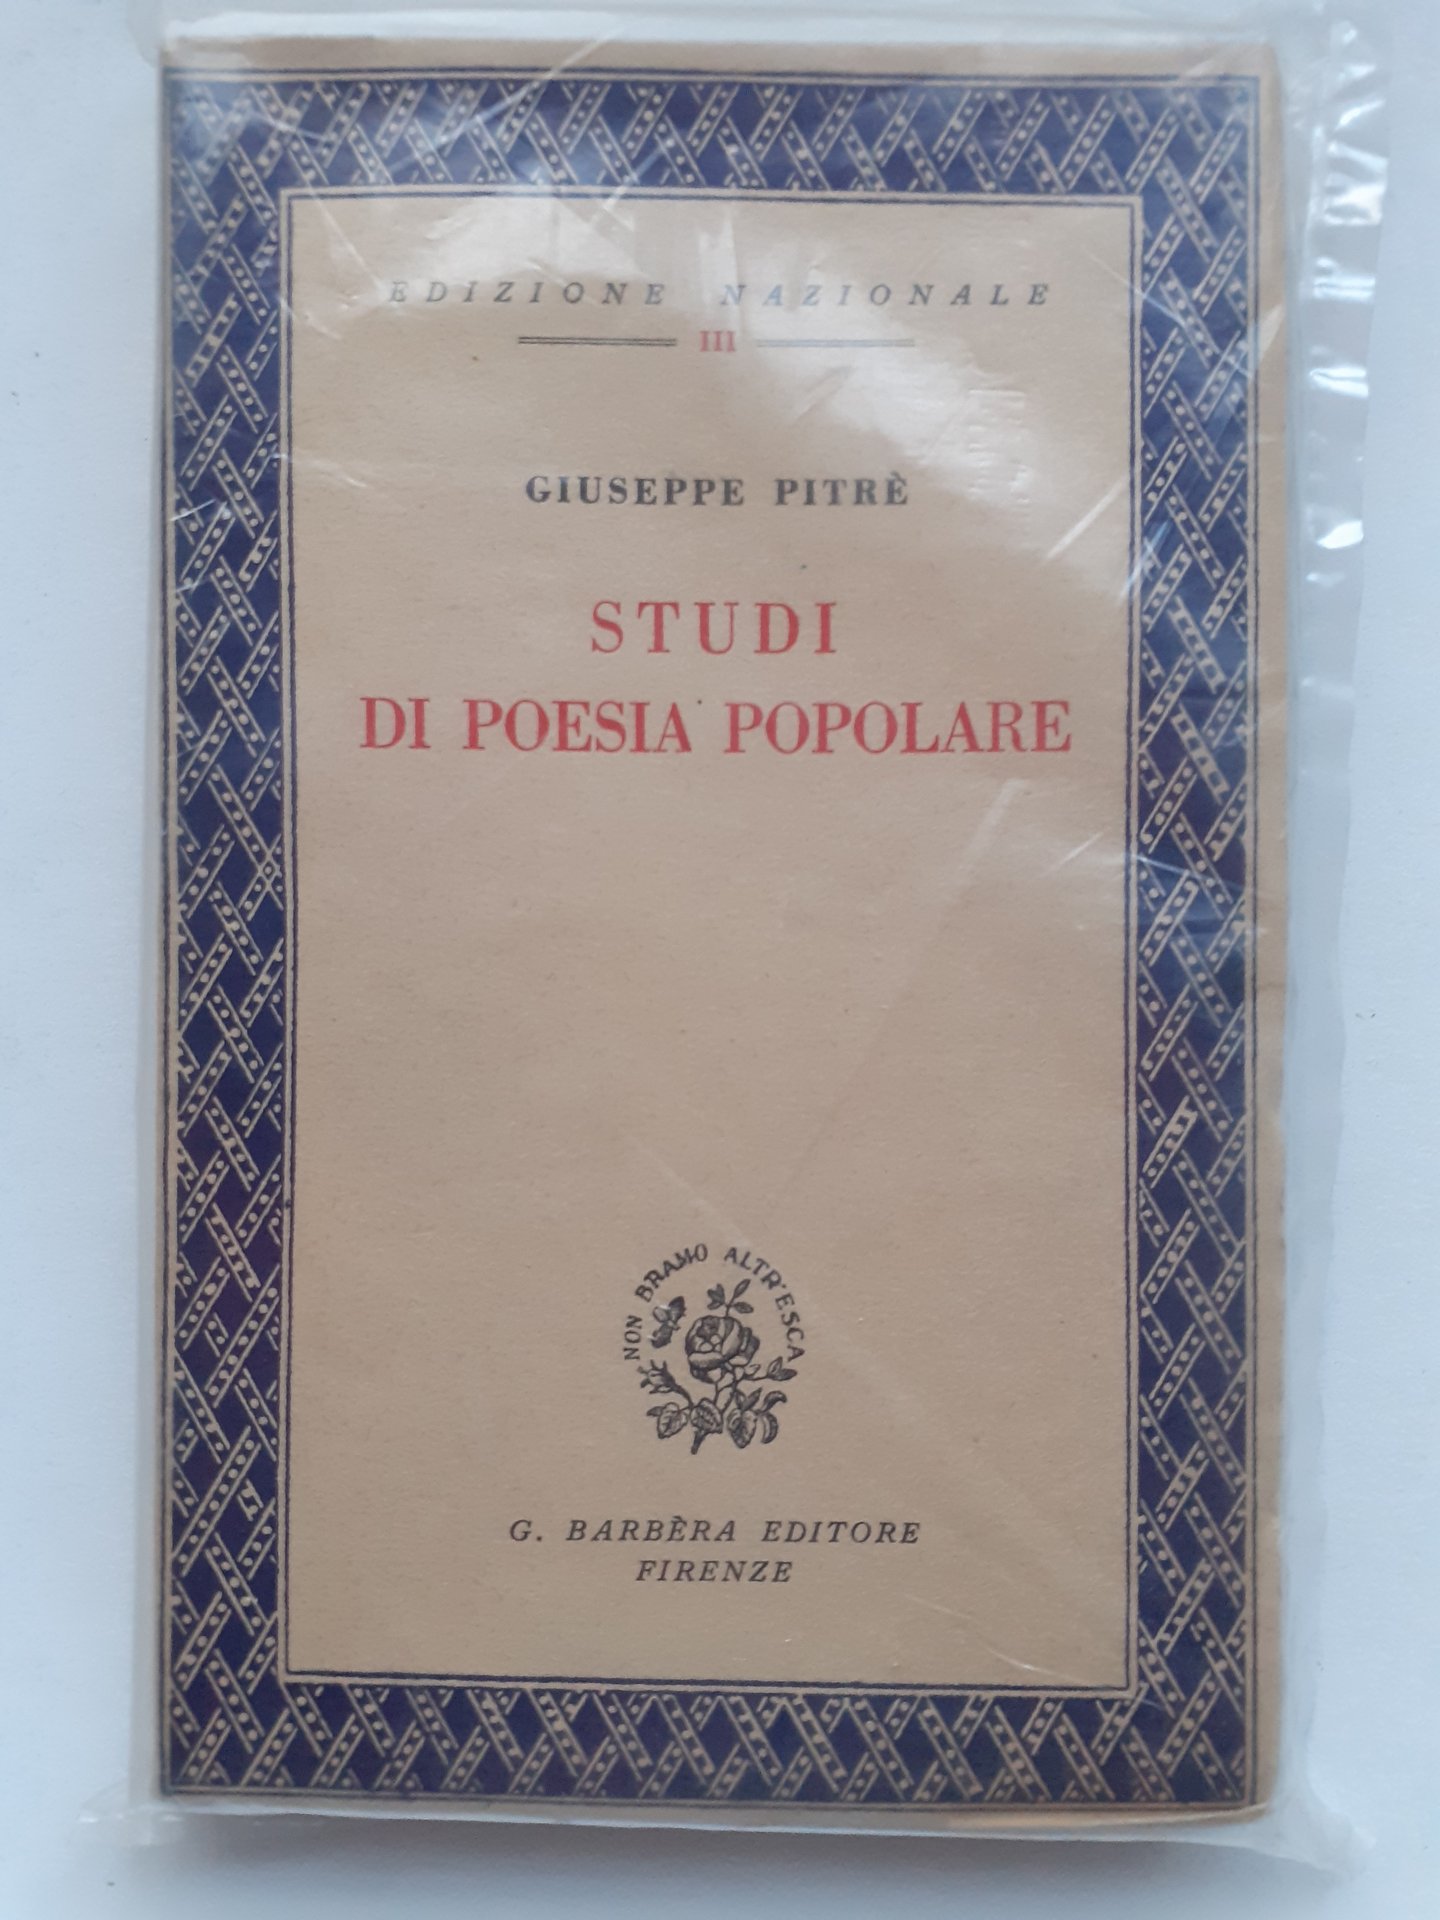 EDIZIONE NAZIONALE
III
GIUSEPPE PITRÈ
STUDI
DI POESIA POPOLARE
NON BRAMO ALTR'ESCA
G. BARBÈRA EDITORE
FIRENZE